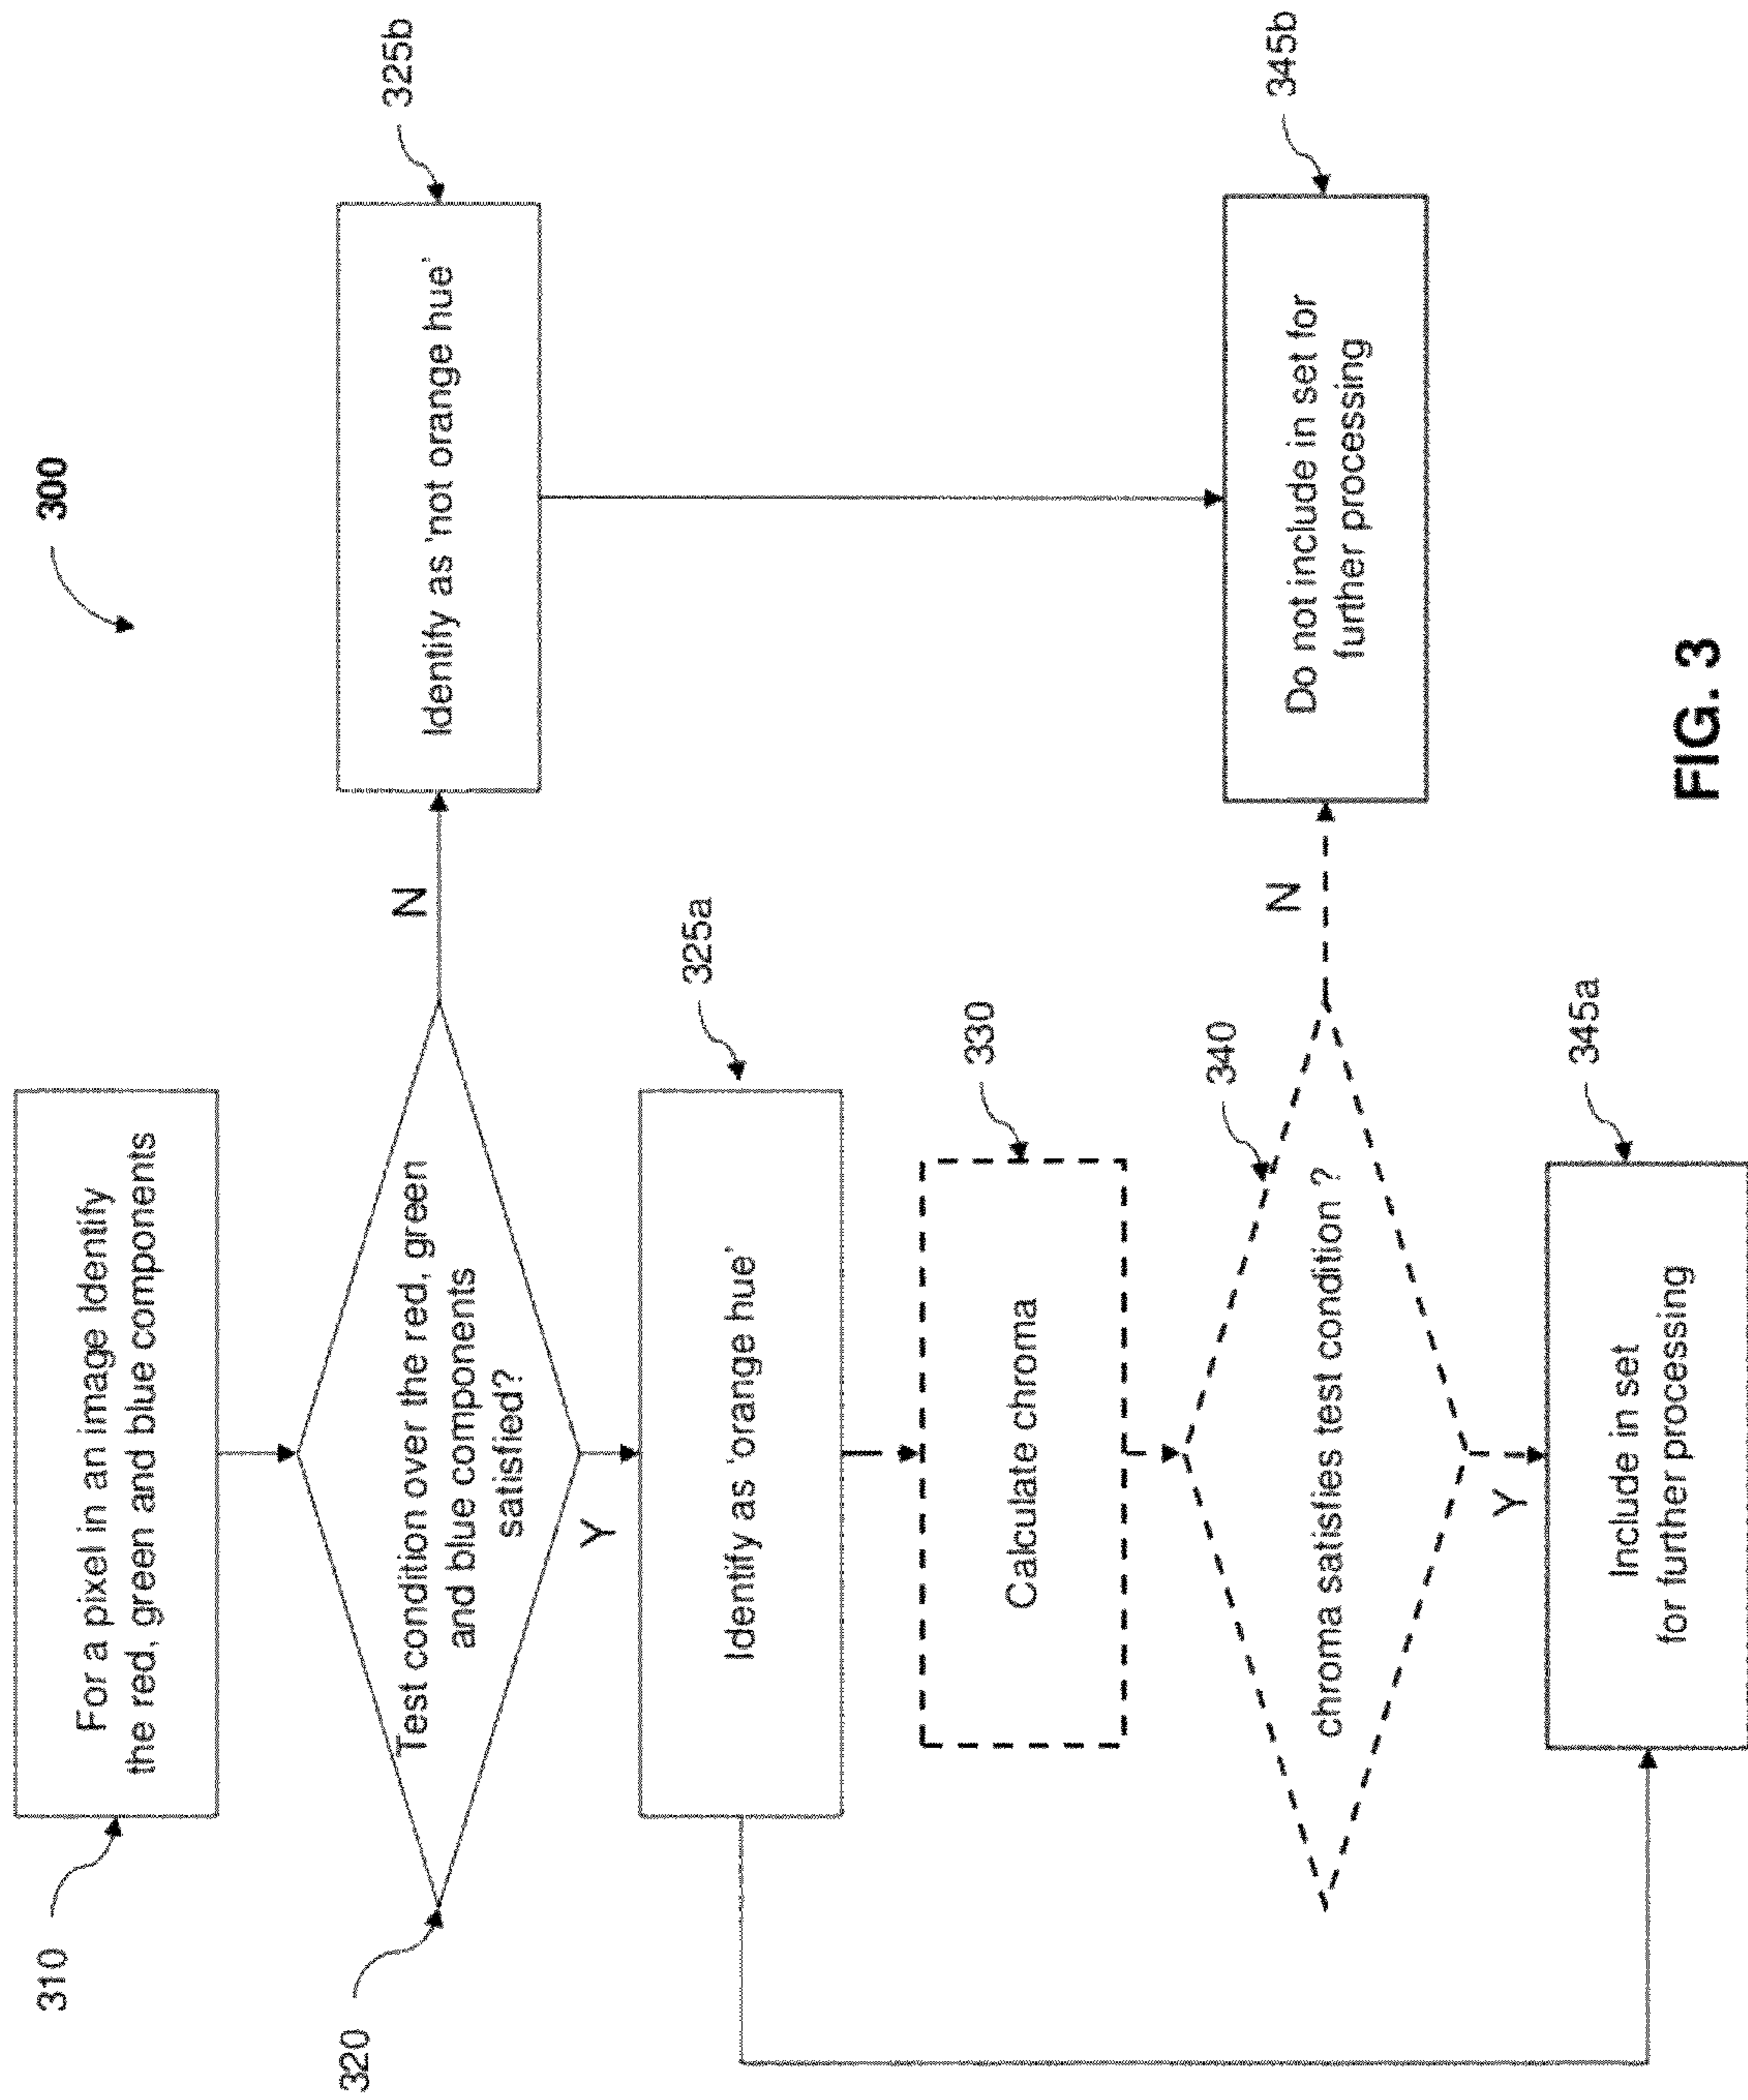 300
310
For a pixel in an image Identify
the red, green and blue components
320
Test condition over the red, green
and blue components
satisfied?
N
325b
Identify as 'not orange hue'
Y
325a
Identify as 'orange hue'
330
Calculate chroma
340
chroma satisfies test condition ?
N
345b
Do not include in set for
further processing
Y
345a
Include in set
for further processing
FIG. 3